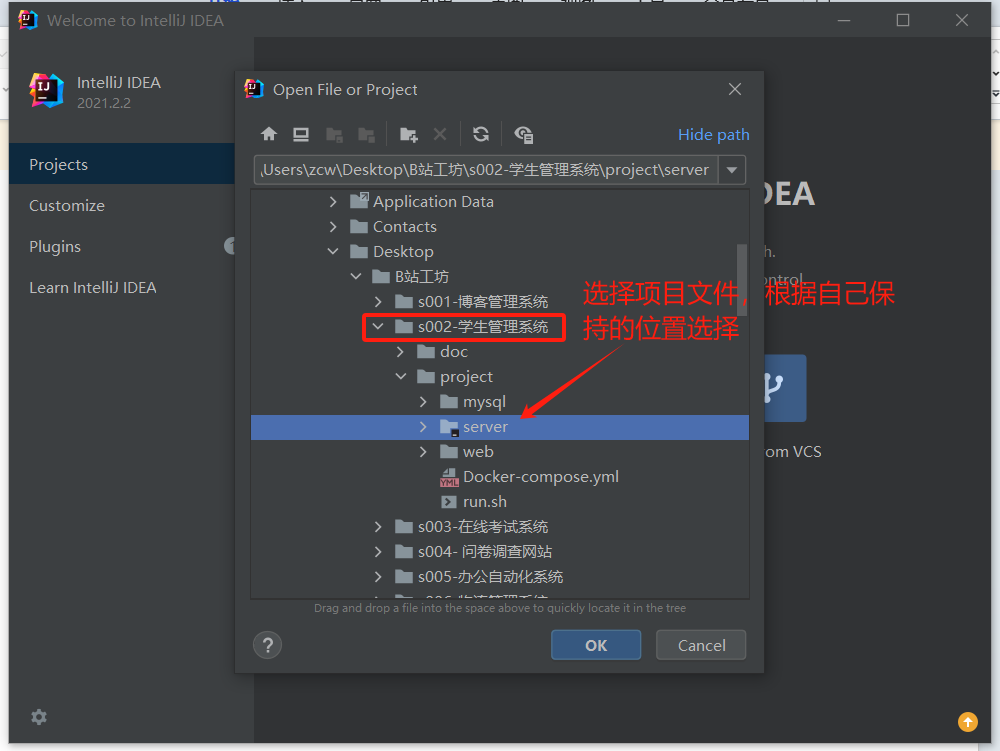 Welcome to IntelliJ IDEA
IntelliJ IDEA
2021.2.2
Projects
Customize
Plugins
Learn IntelliJ IDEA
Open File or Project
Hide path
\Users\zcw\Desktop\B站工坊\s002-学生管理系统\project\server
Application Data
Contacts
Desktop
B站工坊
s001-博客管理系统
s002-学生管理系统
doc
project
mysql
server
web
Docker-compose.yml
run.sh
s003-在线考试系统
s004- 问卷调查网站
s005-办公自动化系统
选择项目文件，根据自己保
持的位置选择
DEA
h.
ontrol.
om VCS
Drag and drop a file into the space above to quickly locate it in the tree
?
OK
Cancel